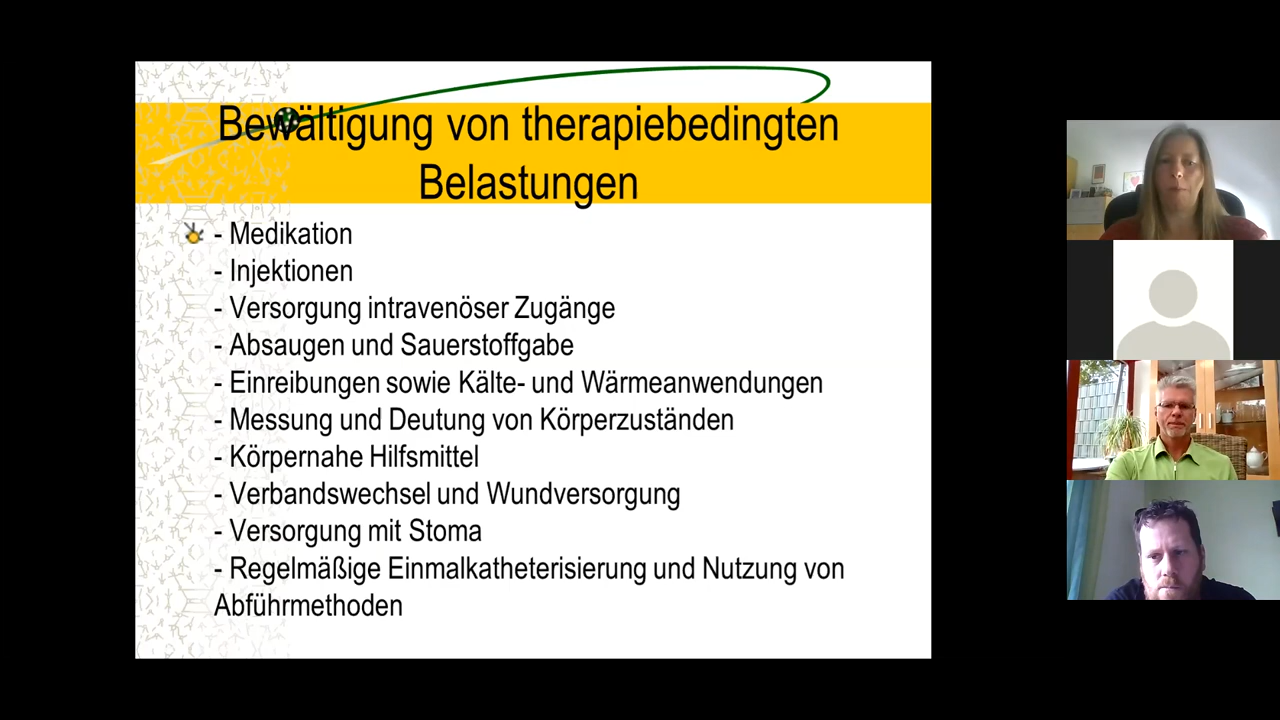 Bewältigung von therapiebedingten
Belastungen
- Medikation
- Injektionen
- Versorgung intravenöser Zugänge
- Absaugen und Sauerstoffgabe
- Einreibungen sowie Kälte- und Wärmeanwendungen
- Messung und Deutung von Körperzuständen
- Körpernahe Hilfsmittel
- Verbandswechsel und Wundversorgung
- Versorgung mit Stoma
- Regelmäßige Einmalkatheterisierung und Nutzung von
Abführmethoden